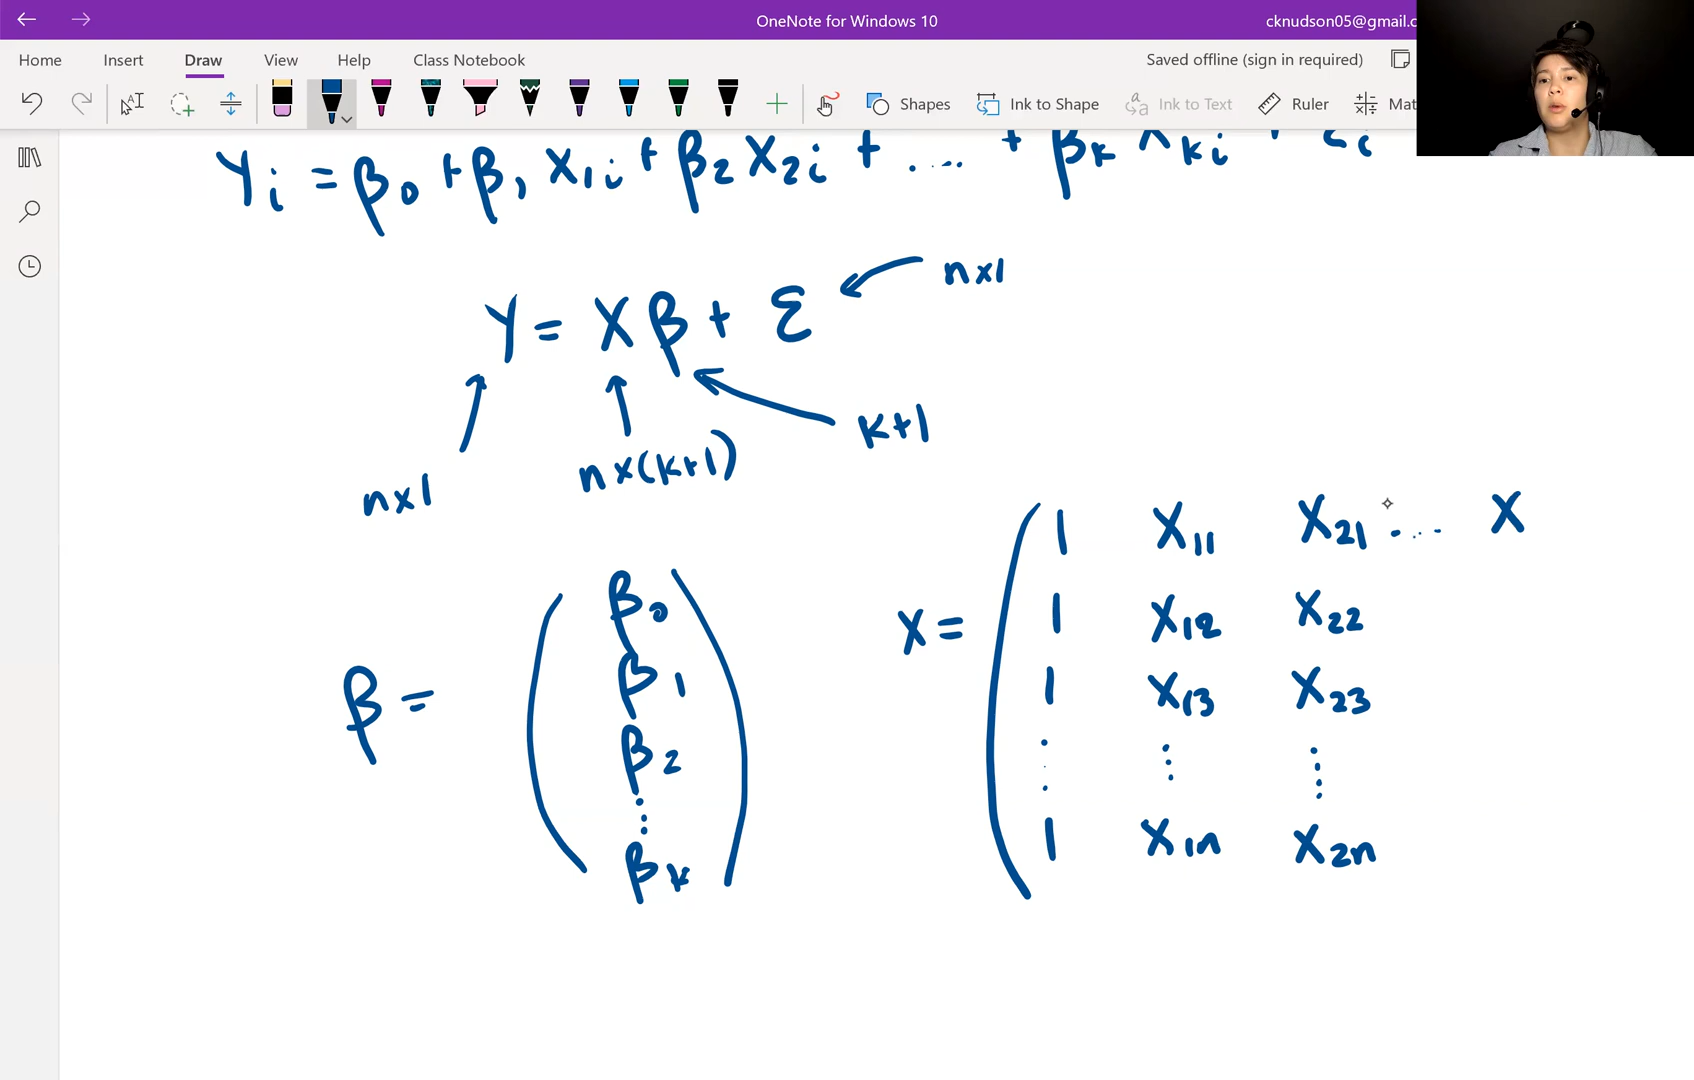 OneNote for Windows 10
cknudson05@gmail.c
Home Insert Draw View Help Class Notebook
Saved offline (sign in required)
Shapes Ink to Shape Ink to Text Ruler Mat
Yᵢ = β₀ + β₁ X₁ᵢ + β₂ X₂ᵢ + .... + βₖ Xₖᵢ + εᵢ
n×1
Y = X β + ε
k+1
n×(k+1)
n×1
β = ( β₀ β₁ β₂ ⋮ βₖ )
X = ( 1 X₁₁ X₂₁ .... X
1 X₁₂ X₂₂
1 X₁₃ X₂₃
⋮ ⋮ ⋮
1 X₁ₙ X₂ₙ